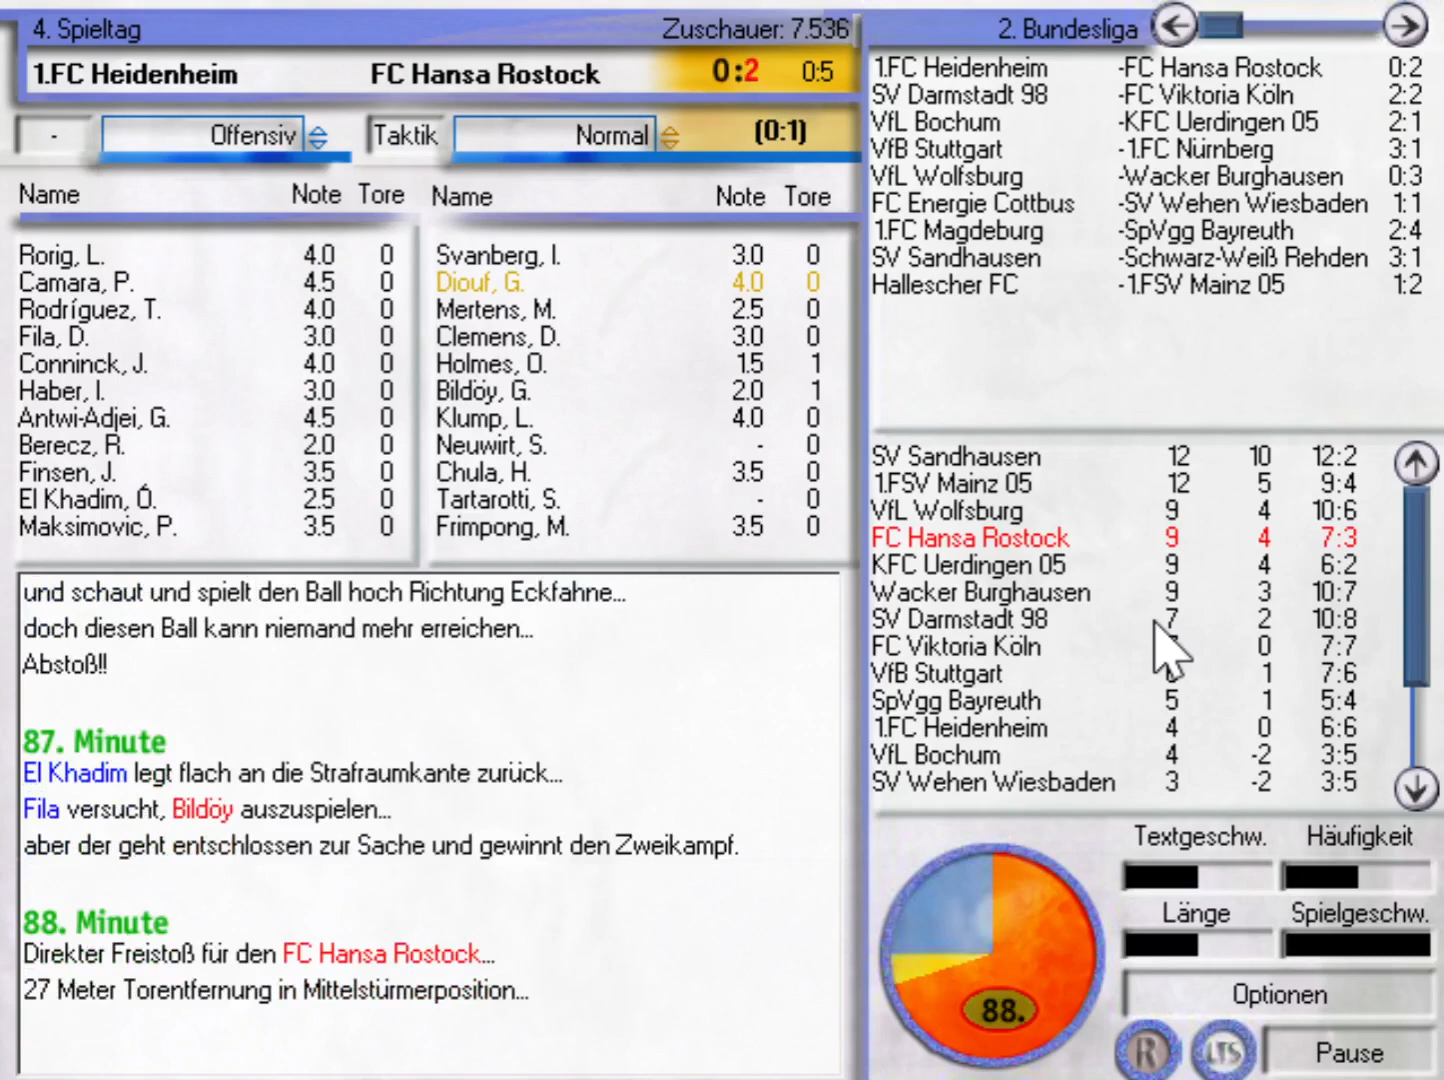 4. Spieltag Zuschauer: 7.536
1.FC Heidenheim FC Hansa Rostock 0:2 0:5
- Offensiv Taktik Normal (0:1)
Name Note Tore Name Note Tore
Rorig, L. 4.0 0 Svanberg, I. 3.0 0
Camara, P. 4.5 0 Diouf, G. 4.0 0
Rodríguez, T. 4.0 0 Mertens, M. 2.5 0
Fila, D. 3.0 0 Clemens, D. 3.0 0
Conninck, J. 4.0 0 Holmes, O. 1.5 1
Haber, I. 3.0 0 Bildöy, G. 2.0 1
Antwi-Adjei, G. 4.5 0 Klump, L. 4.0 0
Berecz, R. 2.0 0 Neuwirt, S. - 0
Finsen, J. 3.5 0 Chula, H. 3.5 0
El Khadim, Ó. 2.5 0 Tartarotti, S. - 0
Maksimovic, P. 3.5 0 Frimpong, M. 3.5 0
und schaut und spielt den Ball hoch Richtung Eckfahne...
doch diesen Ball kann niemand mehr erreichen...
Abstoß!!
87. Minute
El Khadim legt flach an die Strafraumkante zurück...
Fila versucht, Bildöy auszuspielen...
aber der geht entschlossen zur Sache und gewinnt den Zweikampf.
88. Minute
Direkter Freistoß für den FC Hansa Rostock...
27 Meter Torentfernung in Mittelstürmerposition...
2. Bundesliga
1.FC Heidenheim -FC Hansa Rostock 0:2
SV Darmstadt 98 -FC Viktoria Köln 2:2
VfL Bochum -KFC Uerdingen 05 2:1
VfB Stuttgart -1.FC Nürnberg 3:1
VfL Wolfsburg -Wacker Burghausen 0:3
FC Energie Cottbus -SV Wehen Wiesbaden 1:1
1.FC Magdeburg -SpVgg Bayreuth 2:4
SV Sandhausen -Schwarz-Weiß Rehden 3:1
Hallescher FC -1.FSV Mainz 05 1:2
SV Sandhausen 12 10 12:2
1.FSV Mainz 05 12 5 9:4
VfL Wolfsburg 9 4 10:6
FC Hansa Rostock 9 4 7:3
KFC Uerdingen 05 9 4 6:2
Wacker Burghausen 9 3 10:7
SV Darmstadt 98 7 2 10:8
FC Viktoria Köln 0 7:7
VfB Stuttgart 1 7:6
SpVgg Bayreuth 5 1 5:4
1.FC Heidenheim 4 0 6:6
VfL Bochum 4 -2 3:5
SV Wehen Wiesbaden 3 -2 3:5
Textgeschw. Häufigkeit
Länge Spielgeschw.
88.
Optionen
R LTS Pause